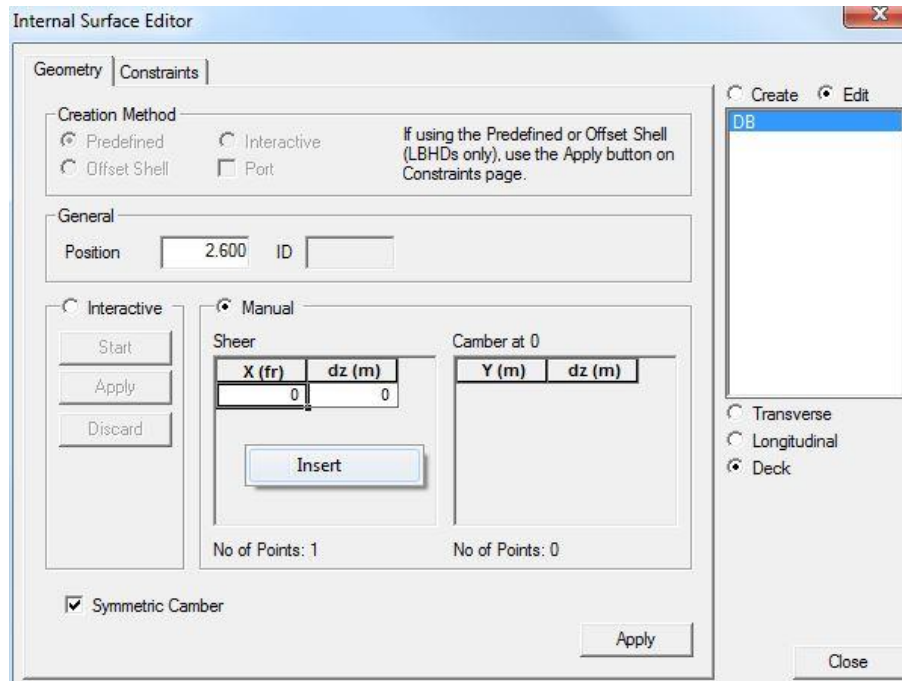 Internal Surface Editor
Geometry
Constraints
Create
Edit
DB
Creation Method
Predefined
Interactive
Offset Shell
Port
If using the Predefined or Offset Shell
(LBHDs only), use the Apply button on
Constraints page.
General
Position
2.600
ID
Interactive
Start
Apply
Discard
Manual
Sheer
X (fr)
dz (m)
0
0
Insert
No of Points: 1
Camber at 0
Y (m)
dz (m)
No of Points: 0
Transverse
Longitudinal
Deck
Symmetric Camber
Apply
Close